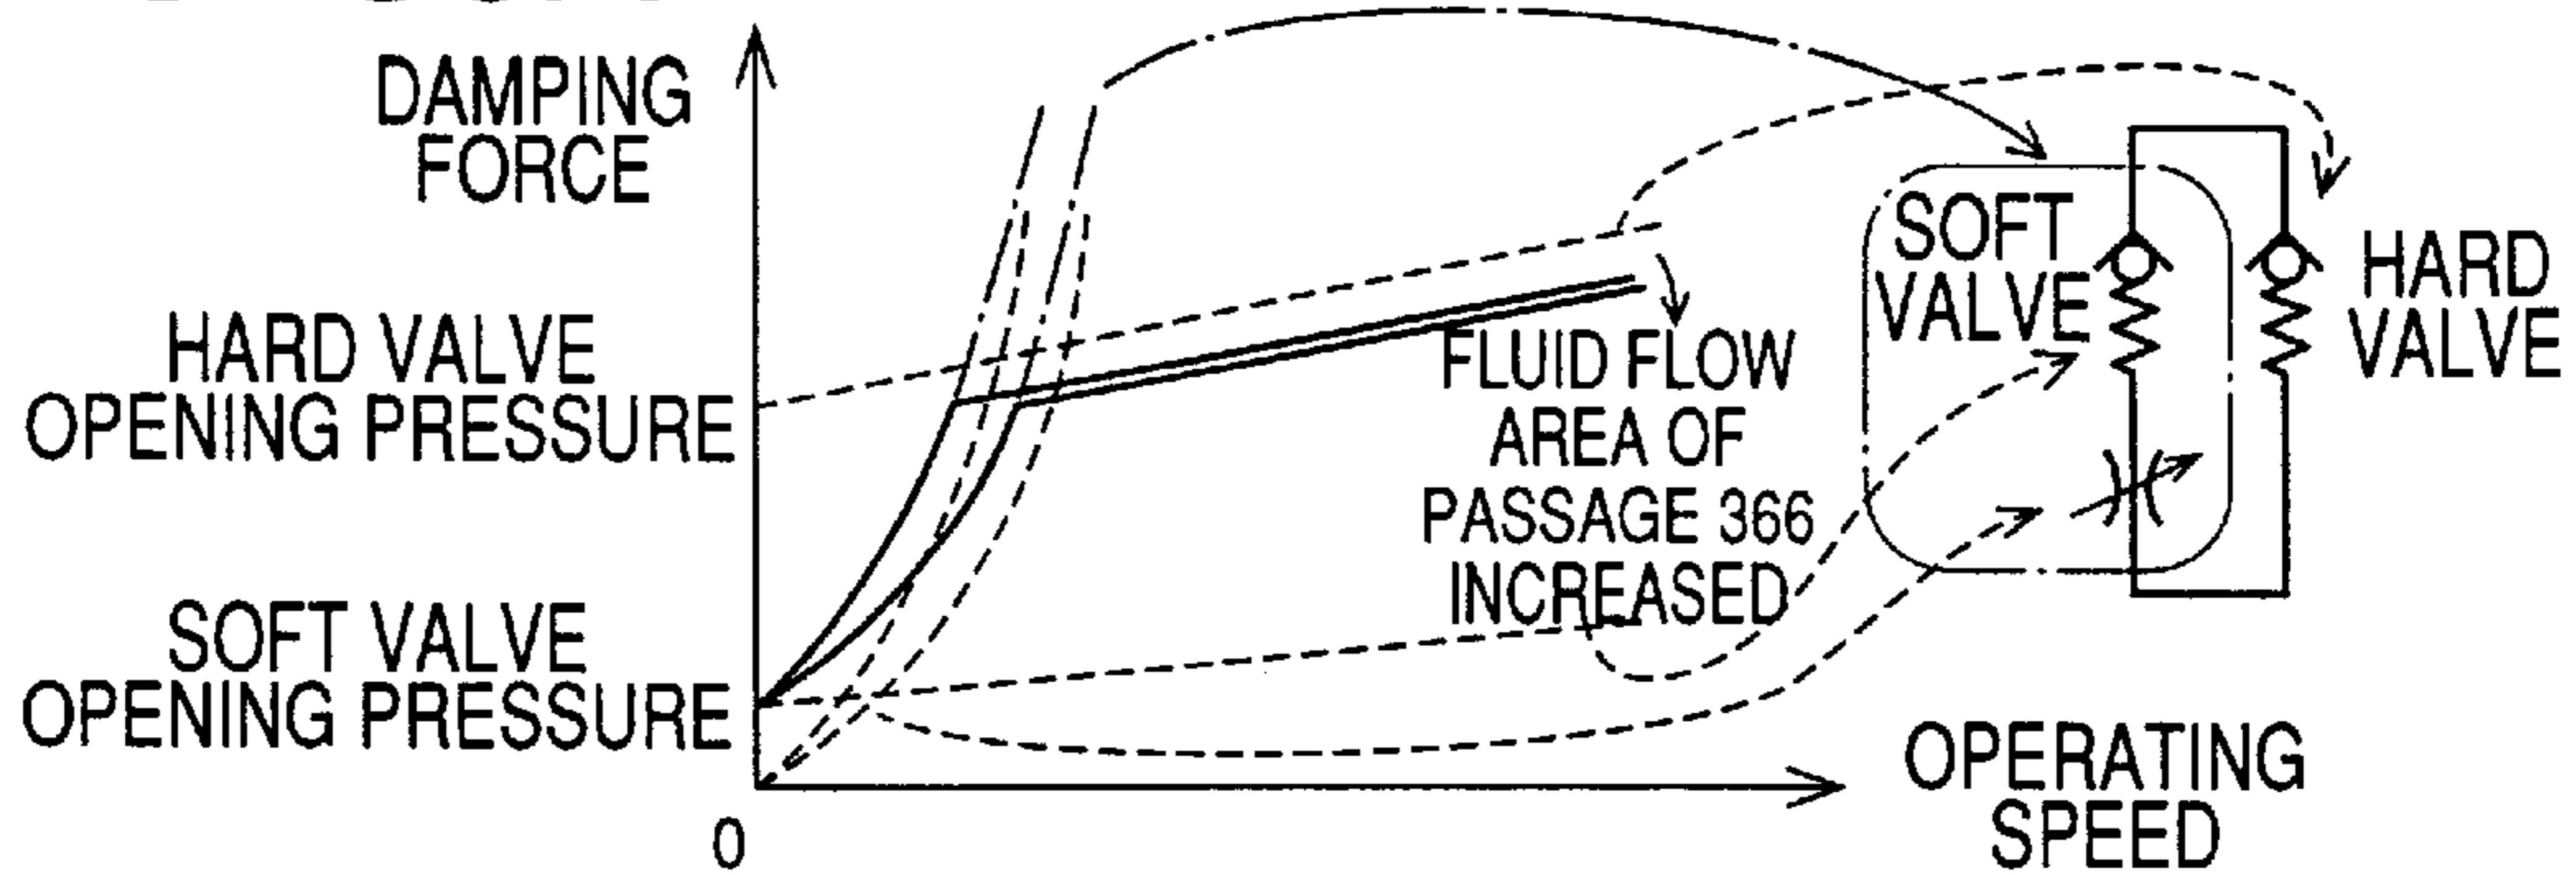 DAMPING
FORCE
HARD VALVE
OPENING PRESSURE
SOFT VALVE
OPENING PRESSURE
0
FLUID FLOW
AREA OF
PASSAGE 366
INCREASED
SOFT
VALVE
HARD
VALVE
OPERATING
SPEED